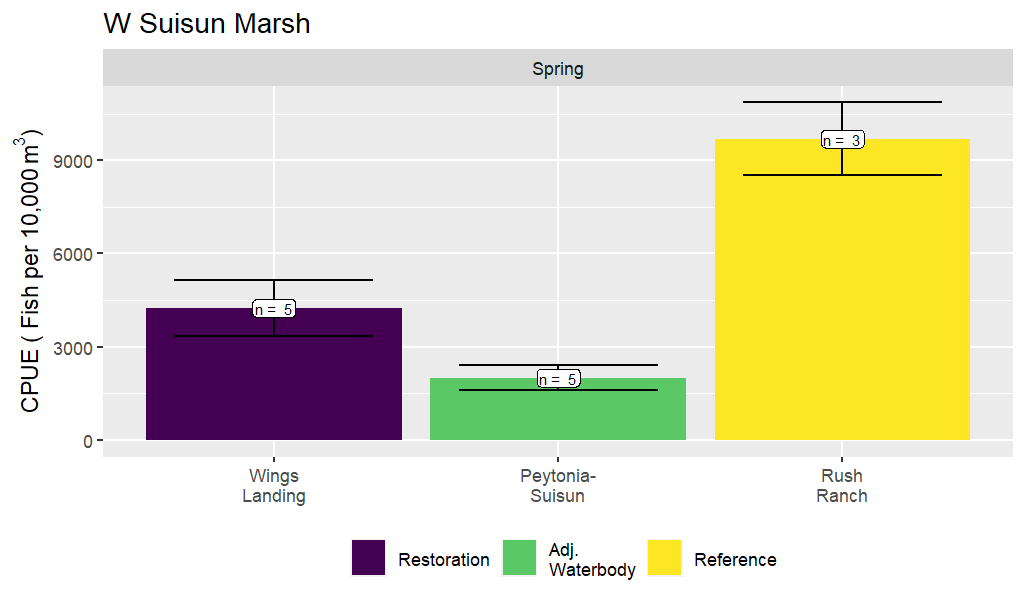 W Suisun Marsh
Spring
CPUE ( Fish per 10,000 m³)
9000
6000
3000
0
n = 5
n = 5
n = 3
Wings
Landing
Peytonia-
Suisun
Rush
Ranch
Restoration
Adj.
Waterbody
Reference